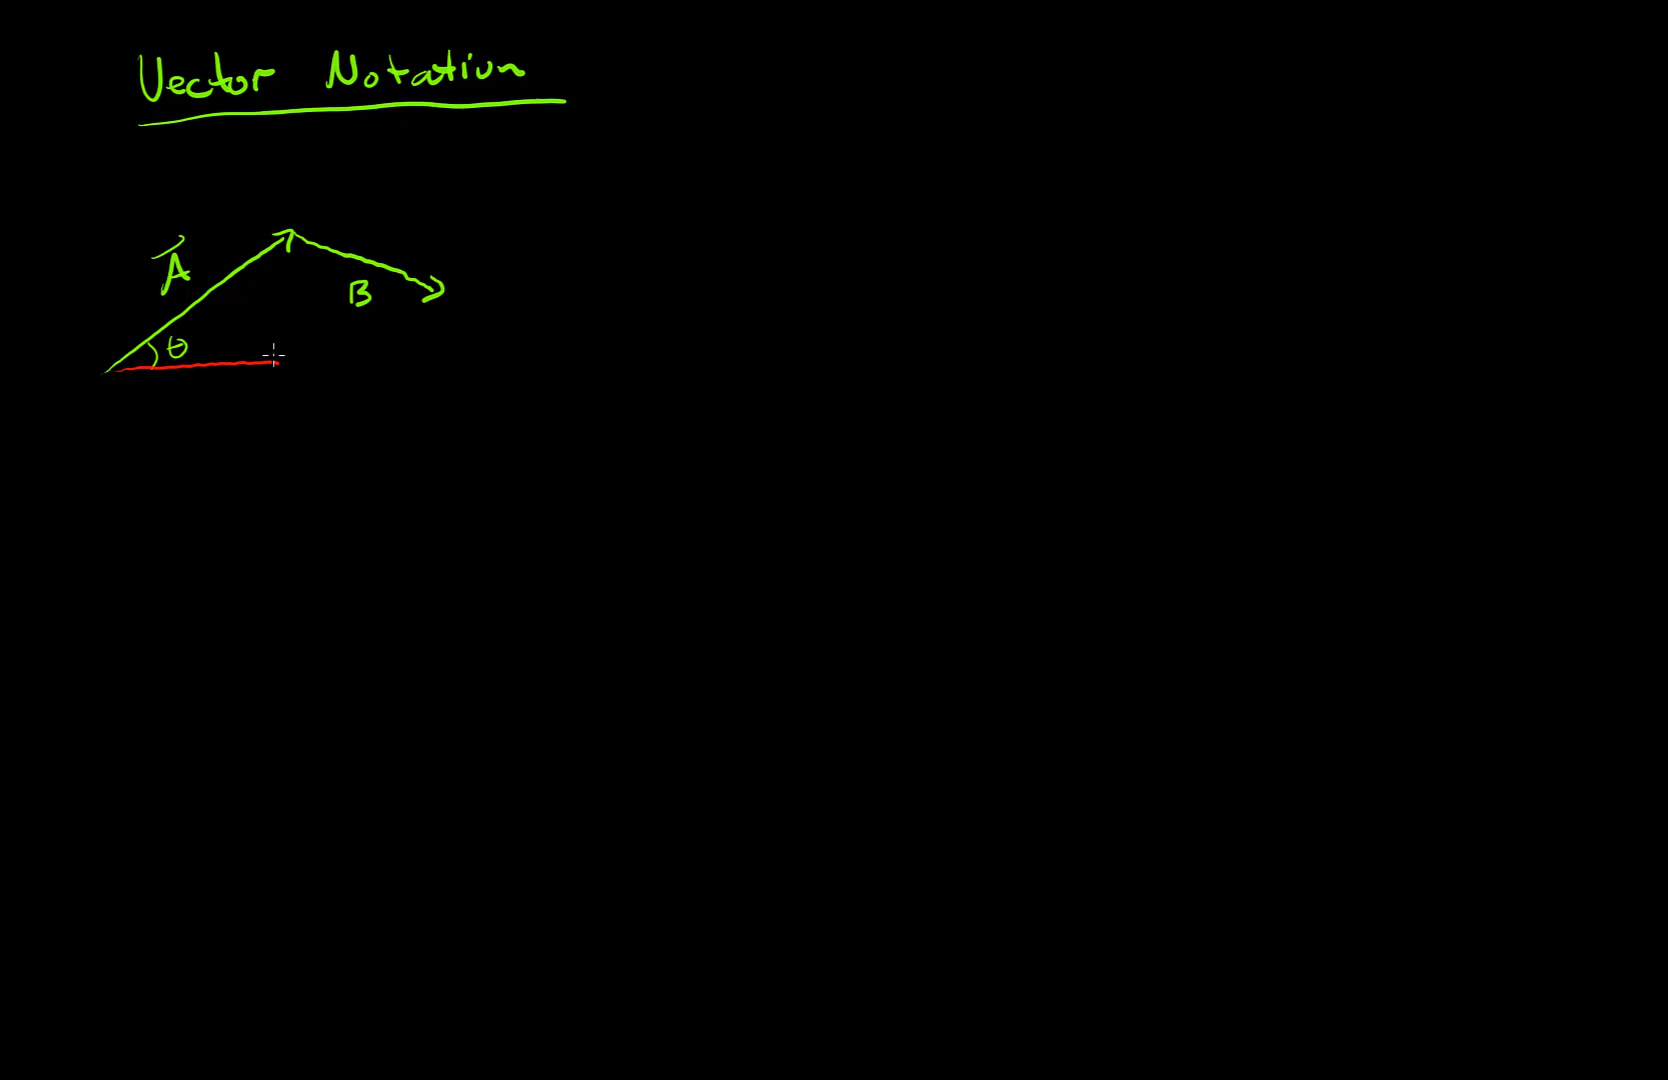 Vector Notation
A⃗
B
θ